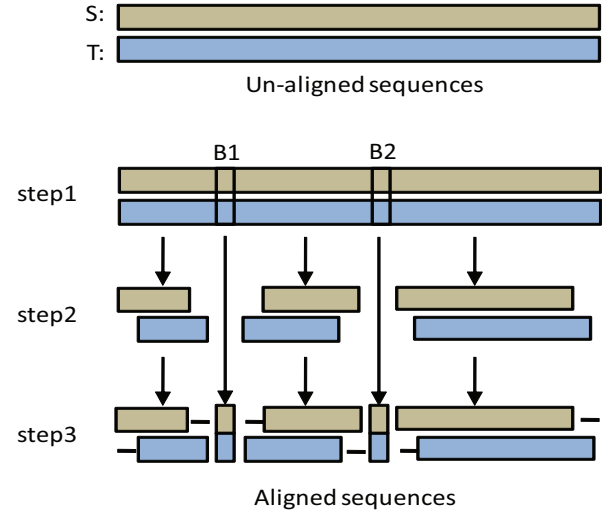 S:
T:
Un-aligned sequences
B1 B2
step1
step2
step3
Aligned sequences